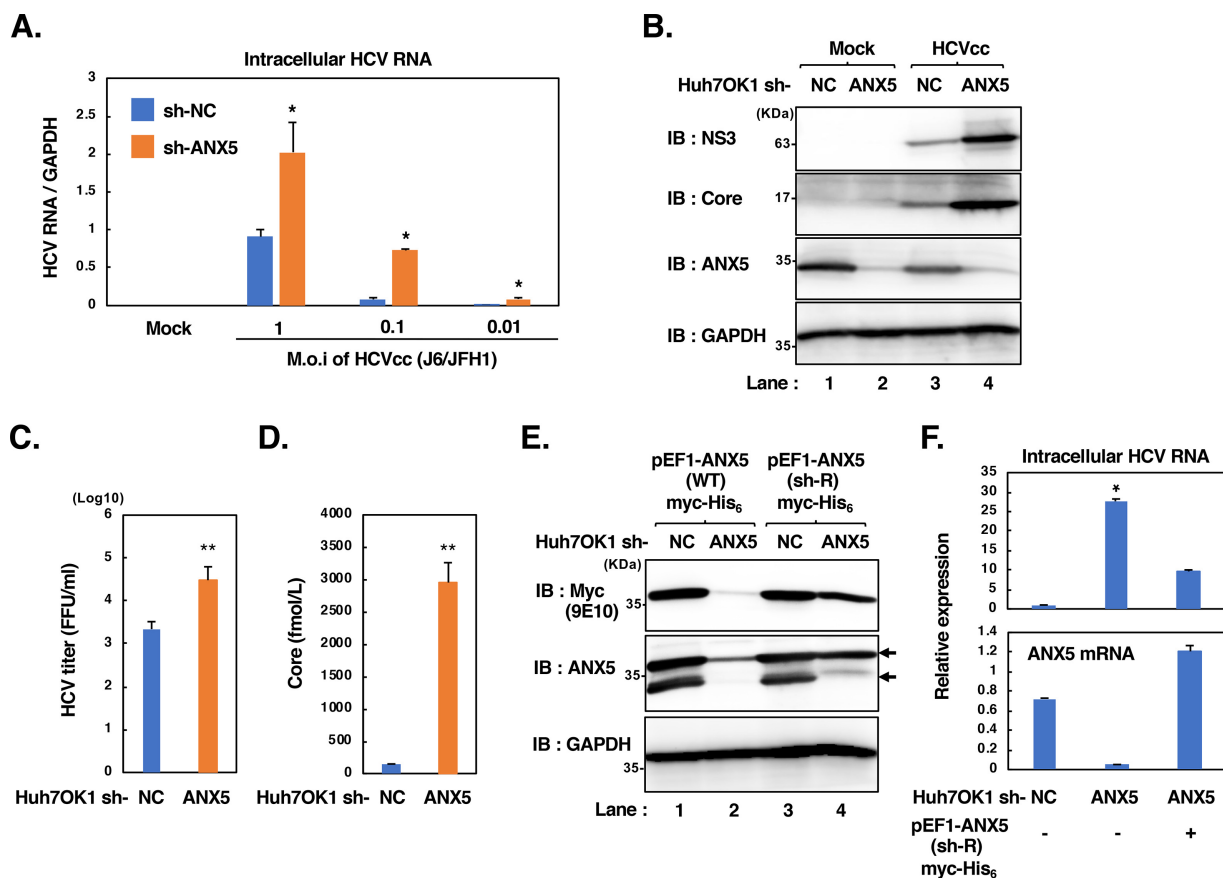 A.
Intracellular HCV RNA
HCV RNA / GAPDH
3
2.5
2
1.5
1
0.5
0
sh-NC
sh-ANX5
*
*
*
Mock
1
0.1
0.01
M.o.i of HCVcc (J6/JFH1)
B.
Mock
HCVcc
Huh7OK1 sh-
NC
ANX5
NC
ANX5
(KDa)
IB : NS3
63-
IB : Core
17-
IB : ANX5
35-
IB : GAPDH
35-
Lane :
1
2
3
4
C.
(Log10)
HCV titer (FFU/ml)
6
5
4
3
2
1
0
**
Huh7OK1 sh-
NC
ANX5
D.
Core (fmol/L)
4000
3500
3000
2500
2000
1500
1000
500
0
**
Huh7OK1 sh-
NC
ANX5
E.
pEF1-ANX5
(WT)
myc-His6
pEF1-ANX5
(sh-R)
myc-His6
Huh7OK1 sh-
NC
ANX5
NC
ANX5
(KDa)
IB : Myc
(9E10)
35-
IB : ANX5
35-
IB : GAPDH
35-
Lane :
1
2
3
4
F.
Intracellular HCV RNA
Relative expression
35
30
25
20
15
10
5
0
*
ANX5 mRNA
1.4
1.2
1
0.8
0.6
0.4
0.2
0
Huh7OK1 sh-
NC
ANX5
ANX5
pEF1-ANX5
(sh-R)
myc-His6
-
-
+